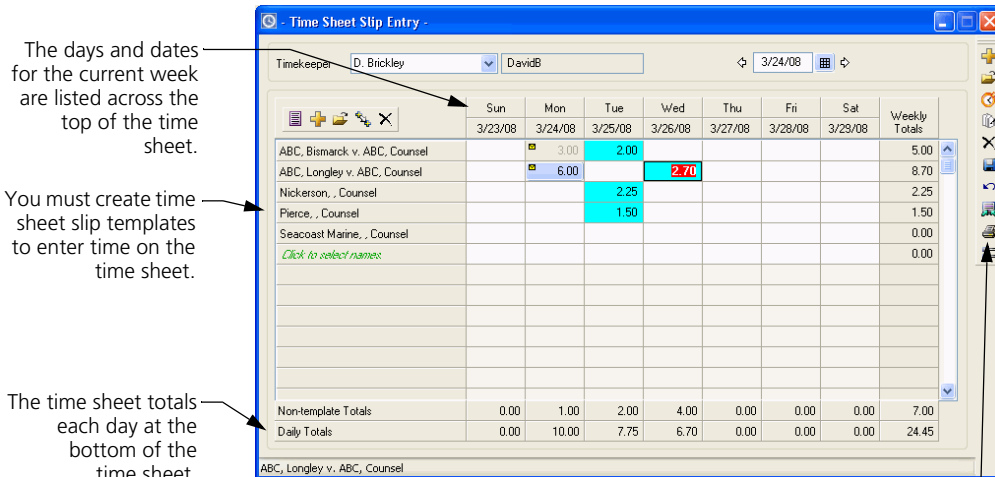 - Time Sheet Slip Entry -
The days and dates
for the current week
are listed across the
top of the time
sheet.
You must create time
sheet slip templates
to enter time on the
time sheet.
The time sheet totals
each day at the
bottom of the
time sheet.
Timekeeper D. Brickley DavidB 3/24/08
Sun Mon Tue Wed Thu Fri Sat Weekly Totals
3/23/08 3/24/08 3/25/08 3/26/08 3/27/08 3/28/08 3/29/08
ABC, Bismarck v. ABC, Counsel 3.00 2.00 5.00
ABC, Longley v. ABC, Counsel 6.00 2.70 8.70
Nickerson, , Counsel 2.25 2.25
Pierce, , Counsel 1.50 1.50
Seacoast Marine, , Counsel 0.00
Click to select names 0.00
Non-template Totals 0.00 1.00 2.00 4.00 0.00 0.00 0.00 7.00
Daily Totals 0.00 10.00 7.75 6.70 0.00 0.00 0.00 24.45
ABC, Longley v. ABC, Counsel